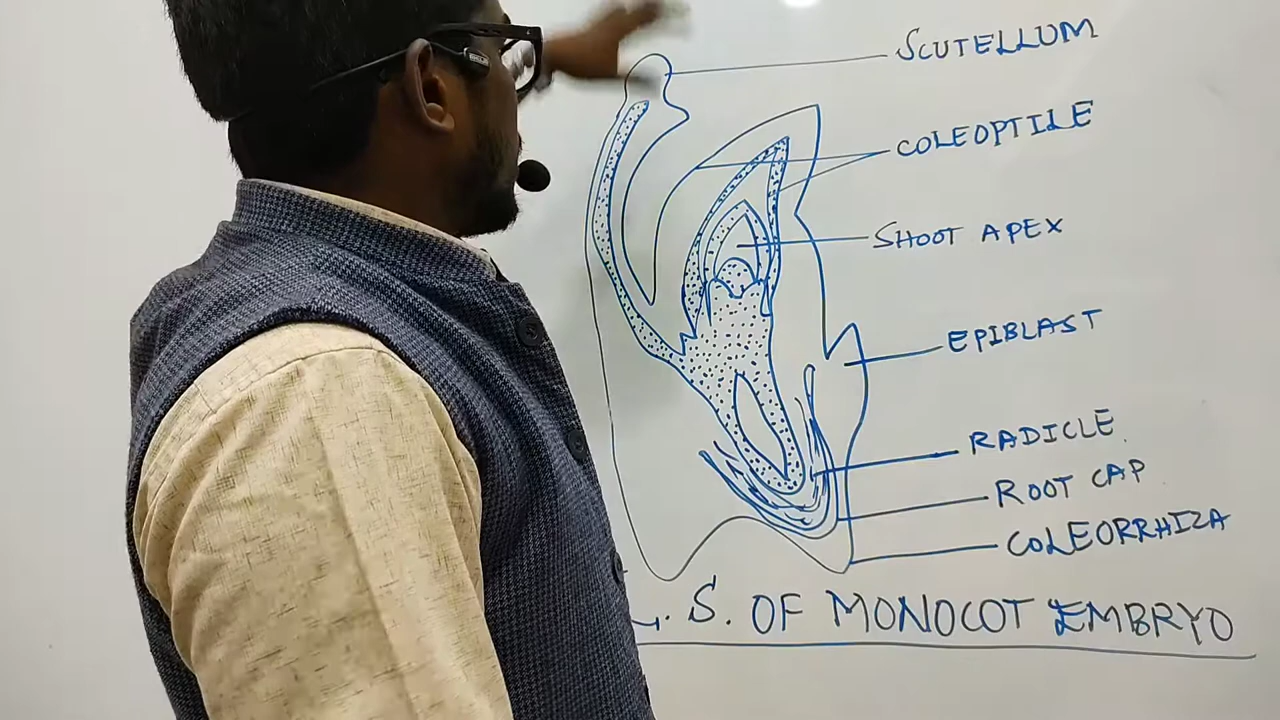 SCUTELLUM
COLEOPTILE
SHOOT APEX
EPIBLAST
RADICLE
ROOT CAP
COLEORRHIZA
L. S. OF MONOCOT EMBRYO